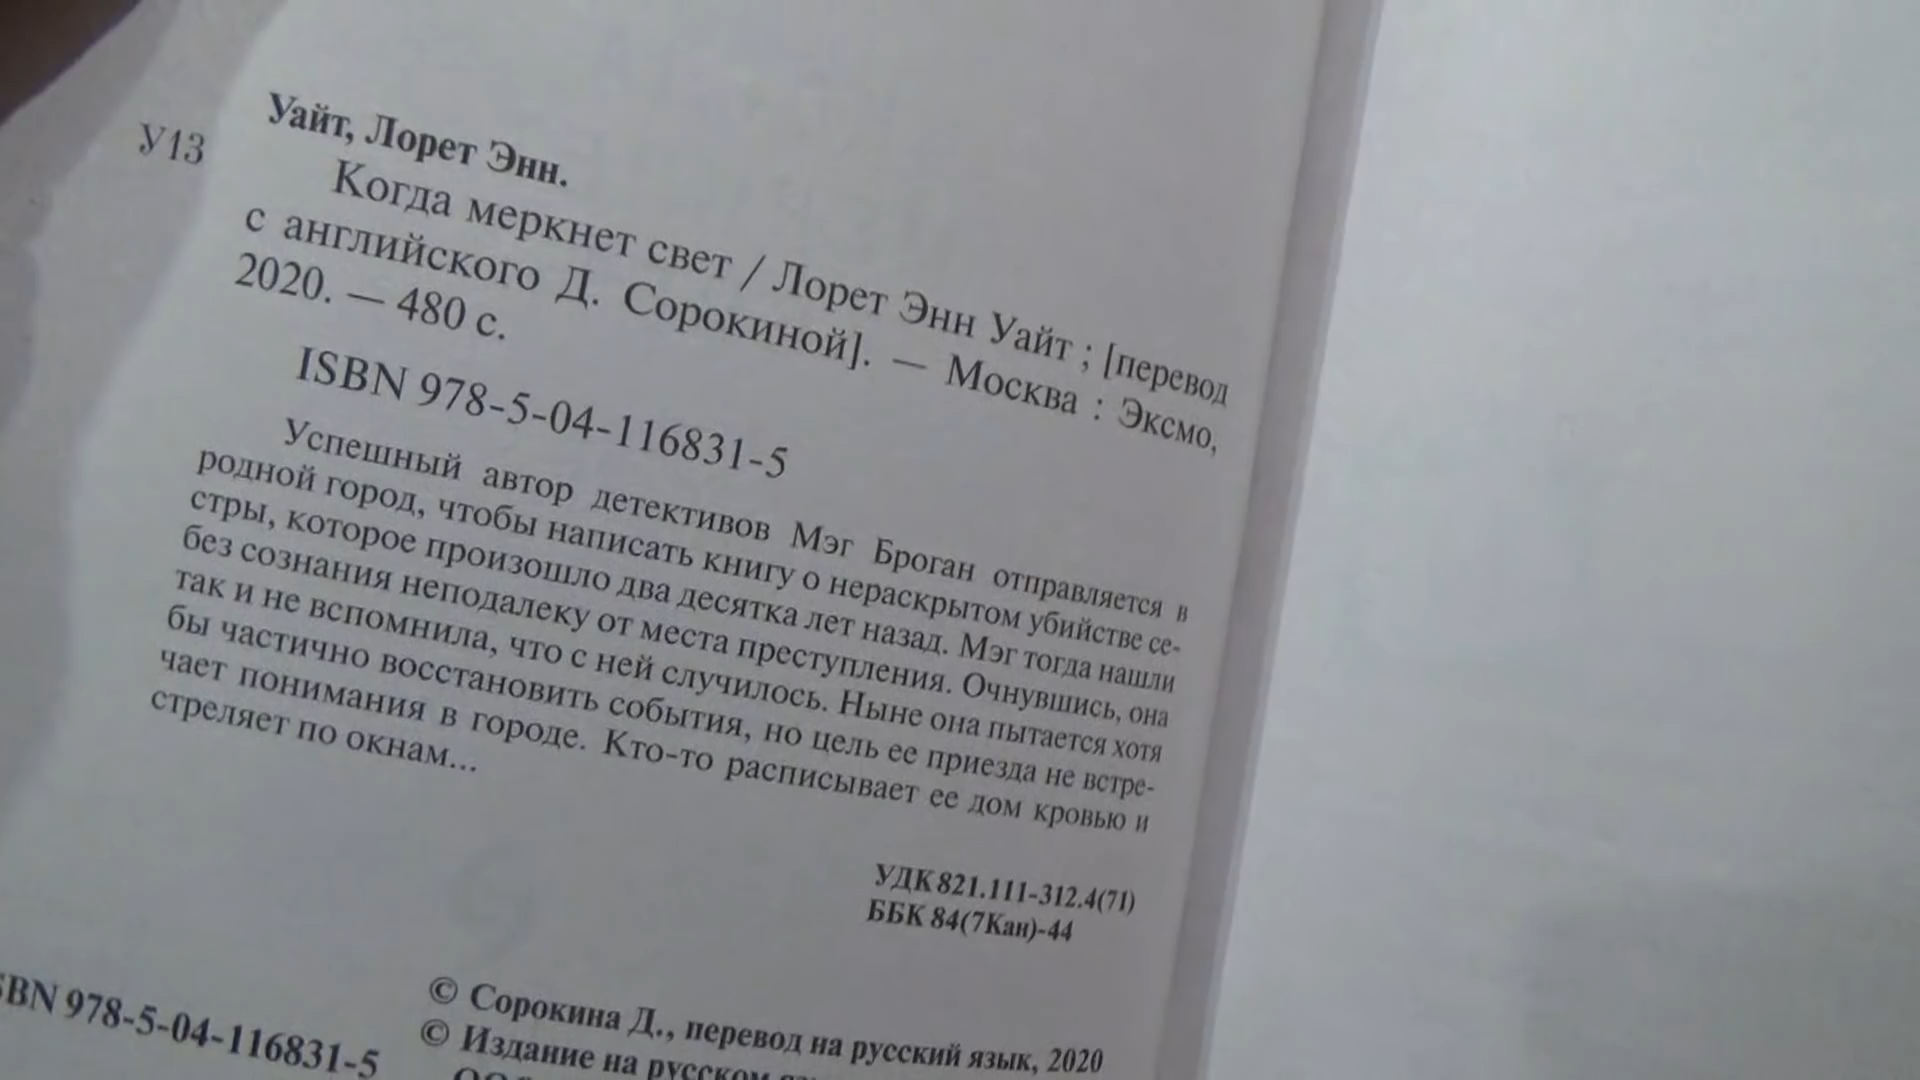 Уайт, Лорет Энн.
У13
Когда меркнет свет / Лорет Энн Уайт ; [перевод
с английского Д. Сорокиной]. — Москва : Эксмо,
2020. — 480 с.
ISBN 978-5-04-116831-5
Успешный автор детективов Мэг Броган отправляется в
родной город, чтобы написать книгу о нераскрытом убийстве се-
стры, которое произошло два десятка лет назад. Мэг тогда нашли
без сознания неподалеку от места преступления. Очнувшись, она
так и не вспомнила, что с ней случилось. Ныне она пытается хотя
бы частично восстановить события, но цель ее приезда не встре-
чает понимания в городе. Кто-то расписывает ее дом кровью и
стреляет по окнам...
УДК 821.111-312.4(71)
ББК 84(7Кан)-44
© Сорокина Д., перевод на русский язык, 2020
SBN 978-5-04-116831-5
© Издание на русском